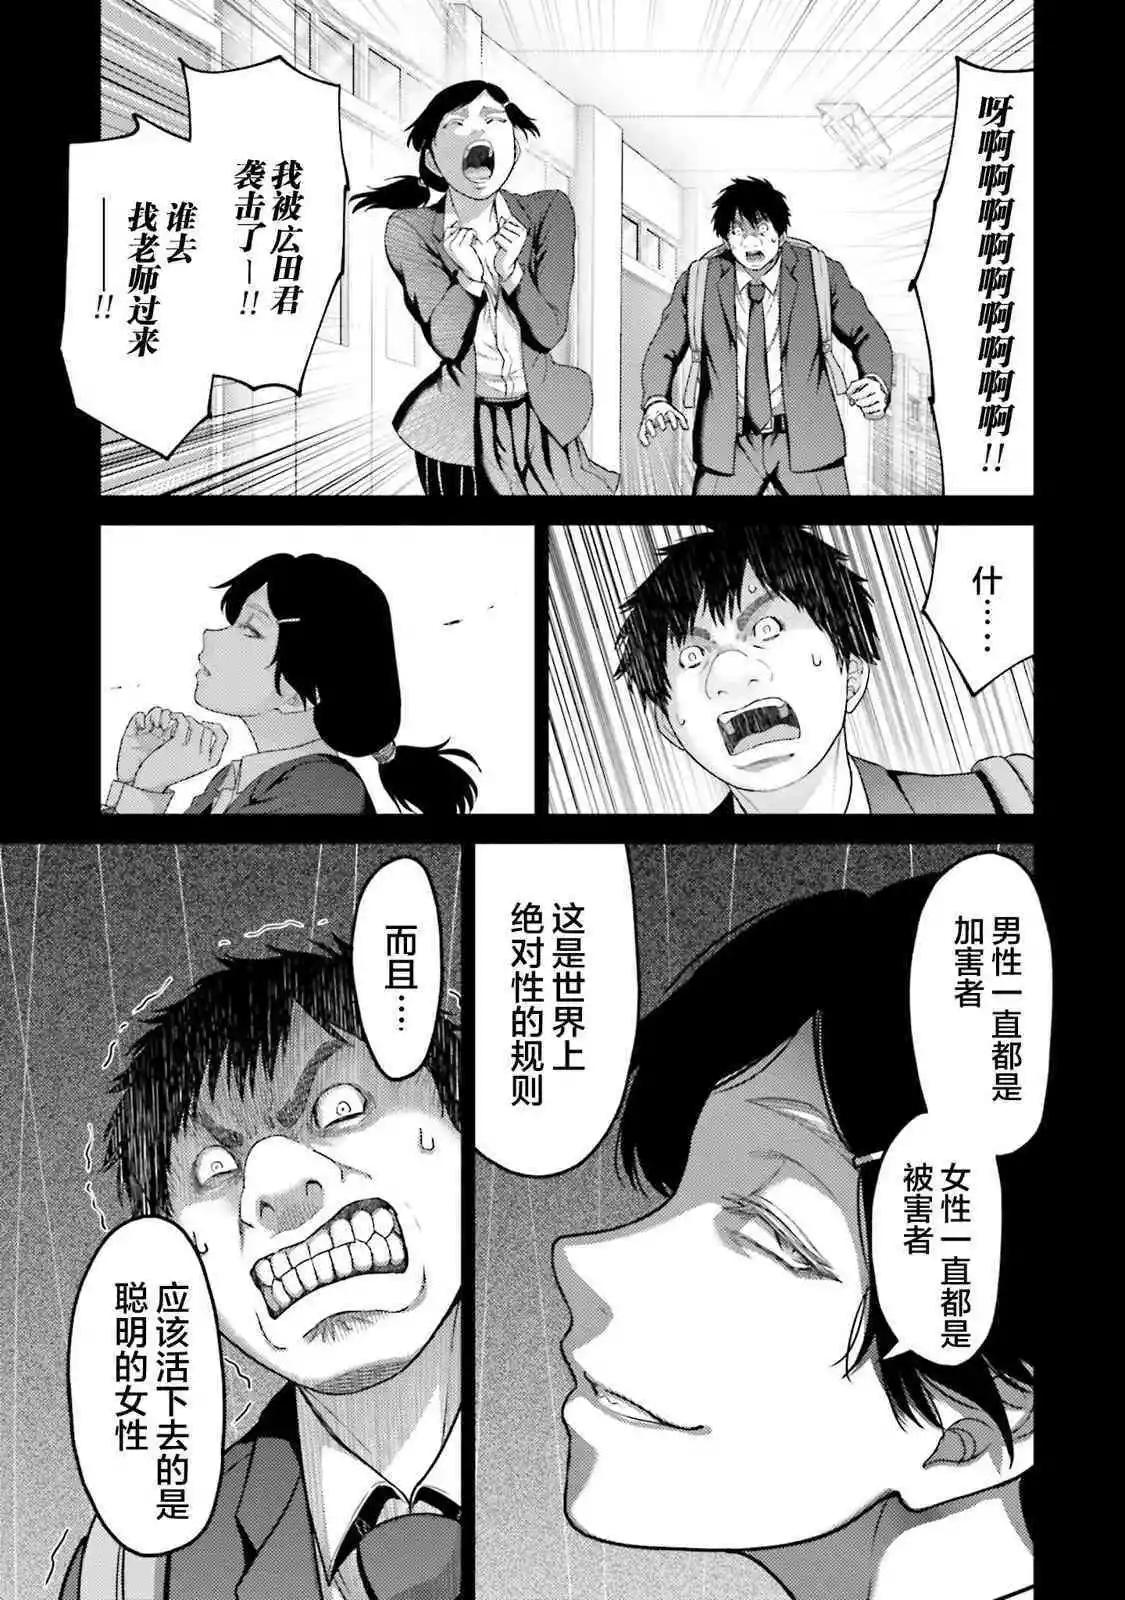 呀啊啊啊啊啊啊啊啊啊!!
我被広田君
袭击了—!!
谁去
找老师过来
—!!
什……
男性一直都是
加害者
女性一直都是
被害者
这是世界上
绝对性的规则
而且…
应该活下去的是
聪明的女性